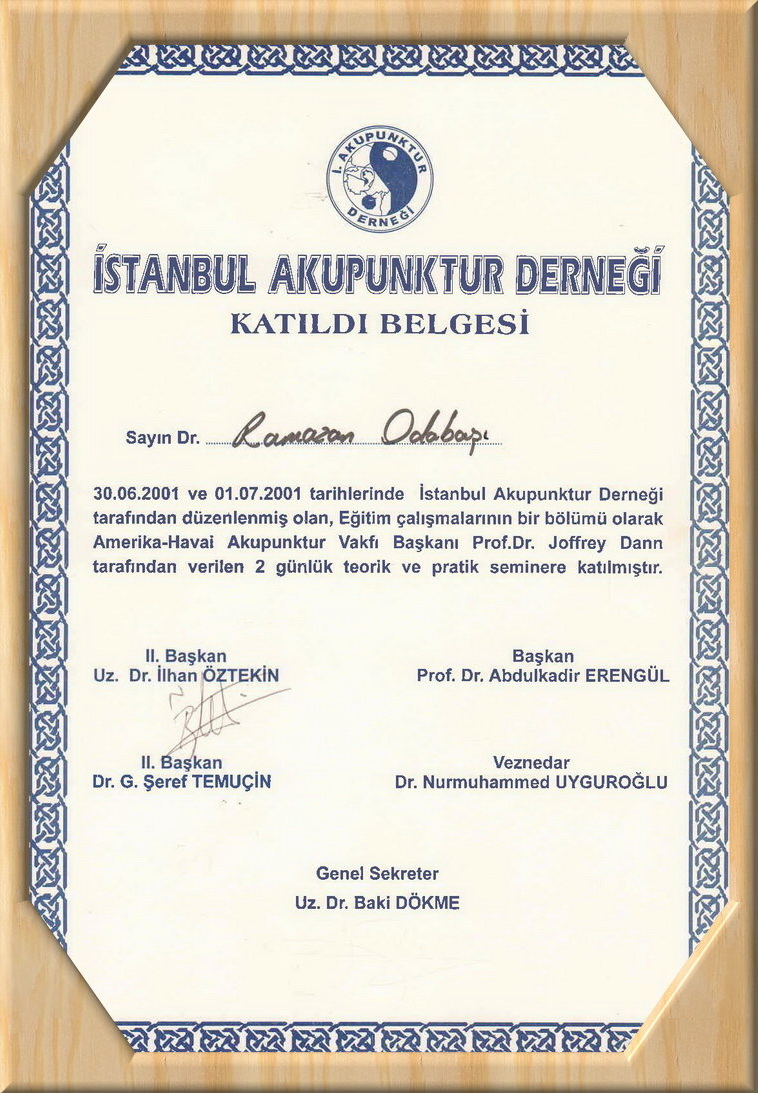 İ. AKUPUNKTUR
DERNEĞİ
İSTANBUL AKUPUNKTUR DERNEĞİ
KATILDI BELGESİ
Sayın Dr. Ramazan Odabaşı
30.06.2001 ve 01.07.2001 tarihlerinde İstanbul Akupunktur Derneği
tarafından düzenlenmiş olan, Eğitim çalışmalarının bir bölümü olarak
Amerika-Havai Akupunktur Vakfı Başkanı Prof.Dr. Joffrey Dann
tarafından verilen 2 günlük teorik ve pratik seminere katılmıştır.
II. Başkan
Uz. Dr. İlhan ÖZTEKİN
Başkan
Prof. Dr. Abdulkadir ERENGÜL
II. Başkan
Dr. G. Şeref TEMUÇİN
Veznedar
Dr. Nurmuhammed UYGUROĞLU
Genel Sekreter
Uz. Dr. Baki DÖKME